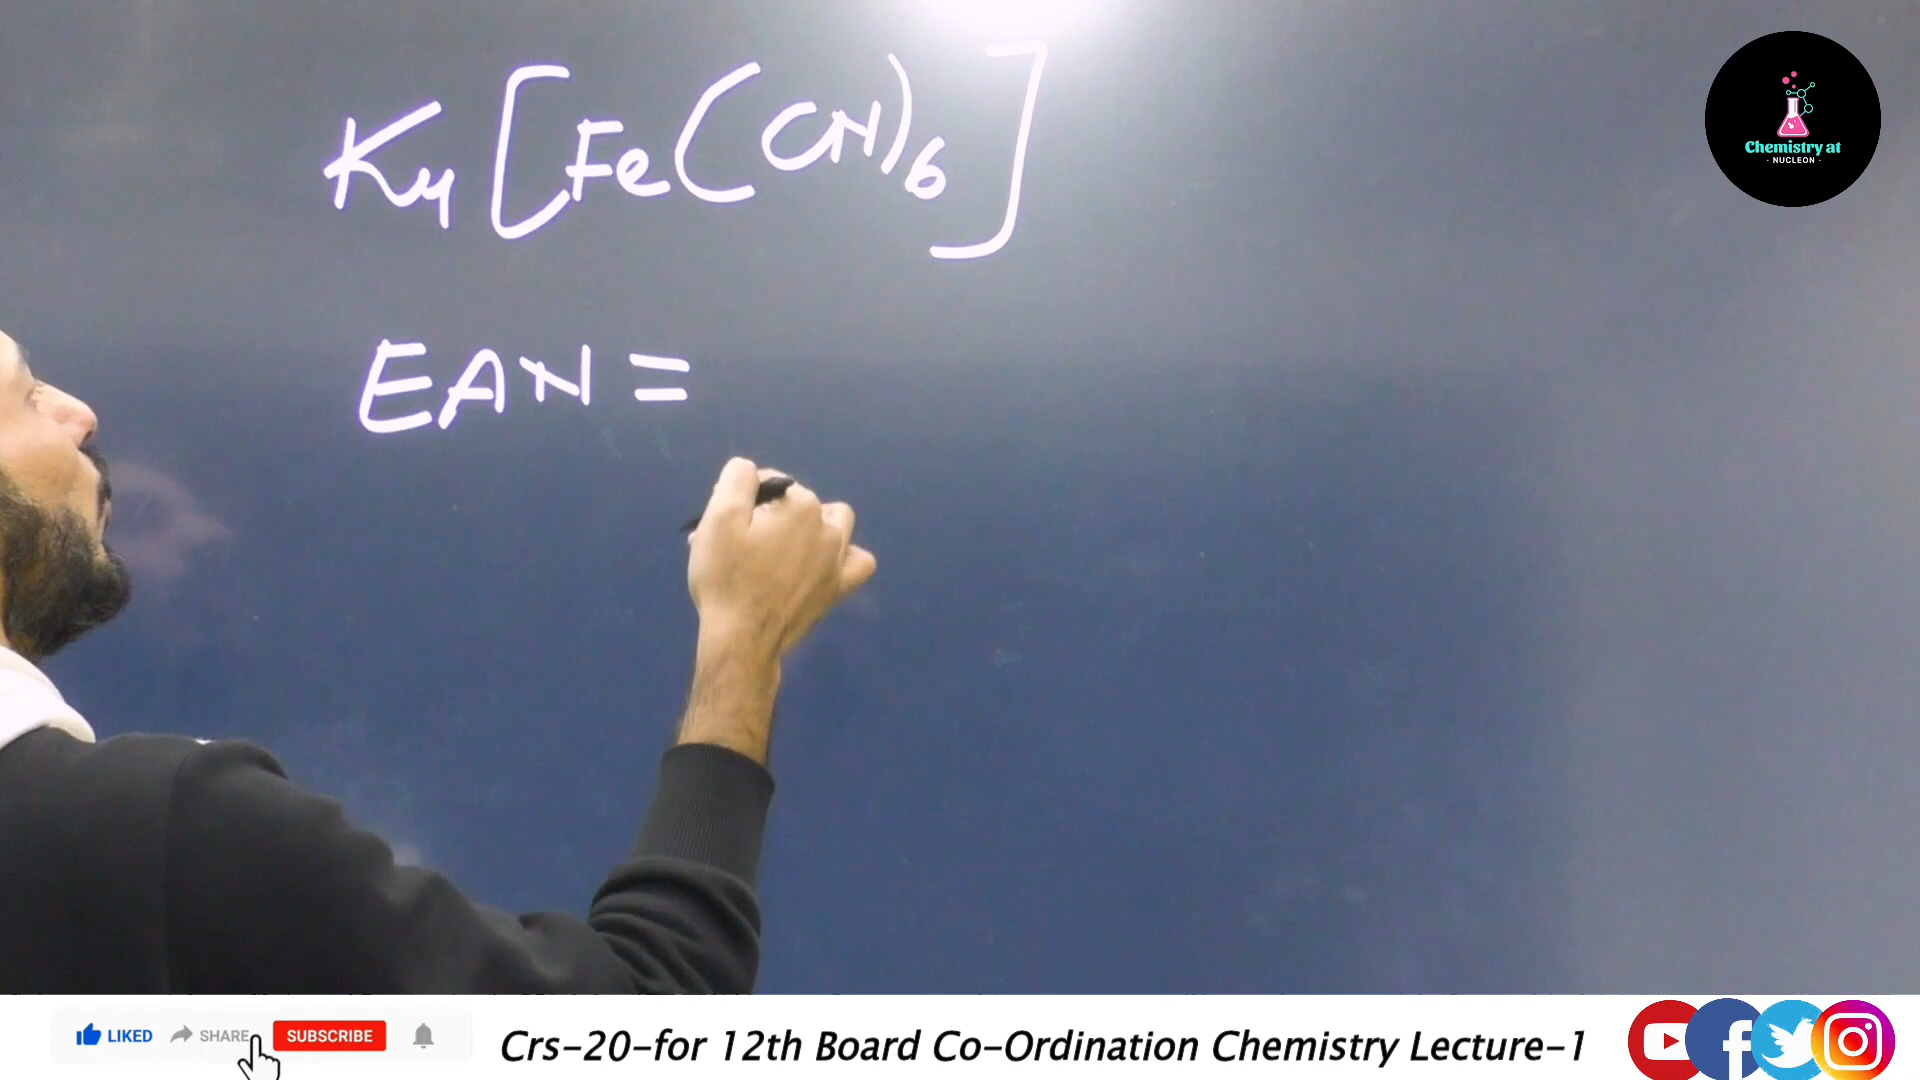 K4[Fe(CN)6]
EAN =
Chemistry at
· NUCLEON ·
LIKED SHARE SUBSCRIBE
Crs-20-for 12th Board Co-Ordination Chemistry Lecture-1